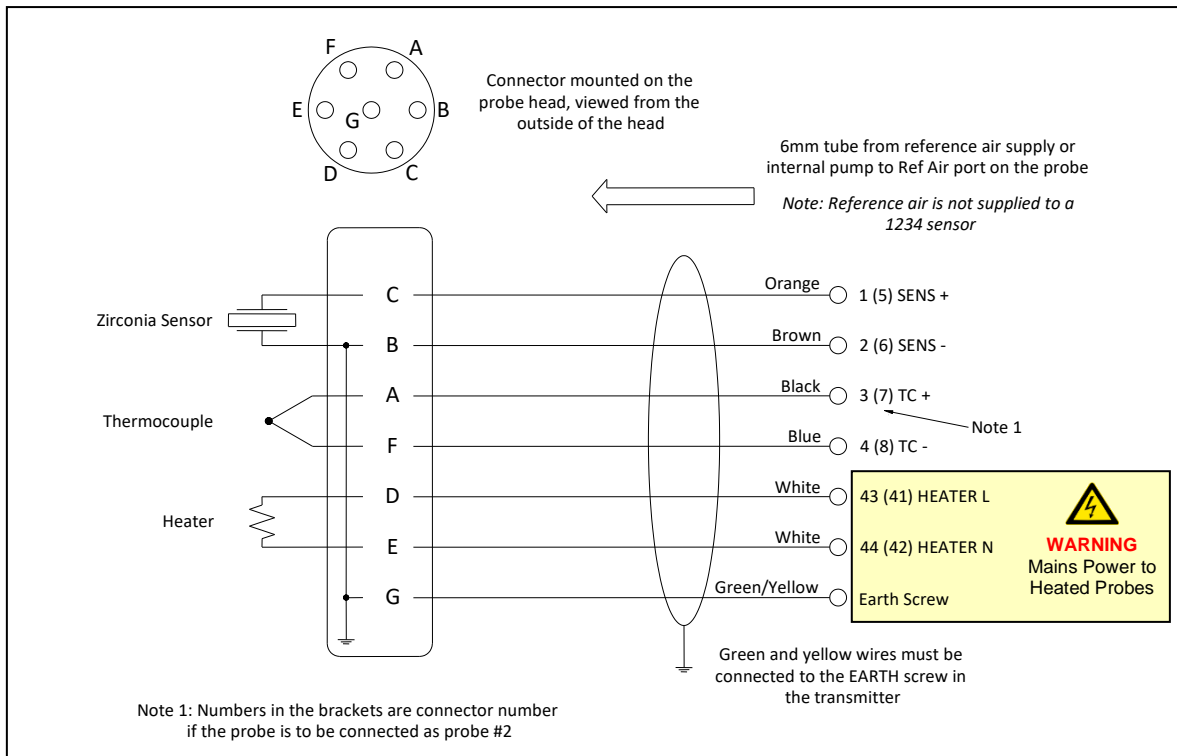 F
A
E
G
B
D
C
Connector mounted on the
probe head, viewed from the
outside of the head
6mm tube from reference air supply or
internal pump to Ref Air port on the probe
Note: Reference air is not supplied to a
1234 sensor
Zirconia Sensor
Thermocouple
Heater
C
B
A
F
D
E
G
Orange
Brown
Black
Blue
White
White
Green/Yellow
1 (5) SENS +
2 (6) SENS -
3 (7) TC +
Note 1
4 (8) TC -
43 (41) HEATER L
44 (42) HEATER N
Earth Screw
WARNING
Mains Power to
Heated Probes
Green and yellow wires must be
connected to the EARTH screw in
the transmitter
Note 1: Numbers in the brackets are connector number
if the probe is to be connected as probe #2